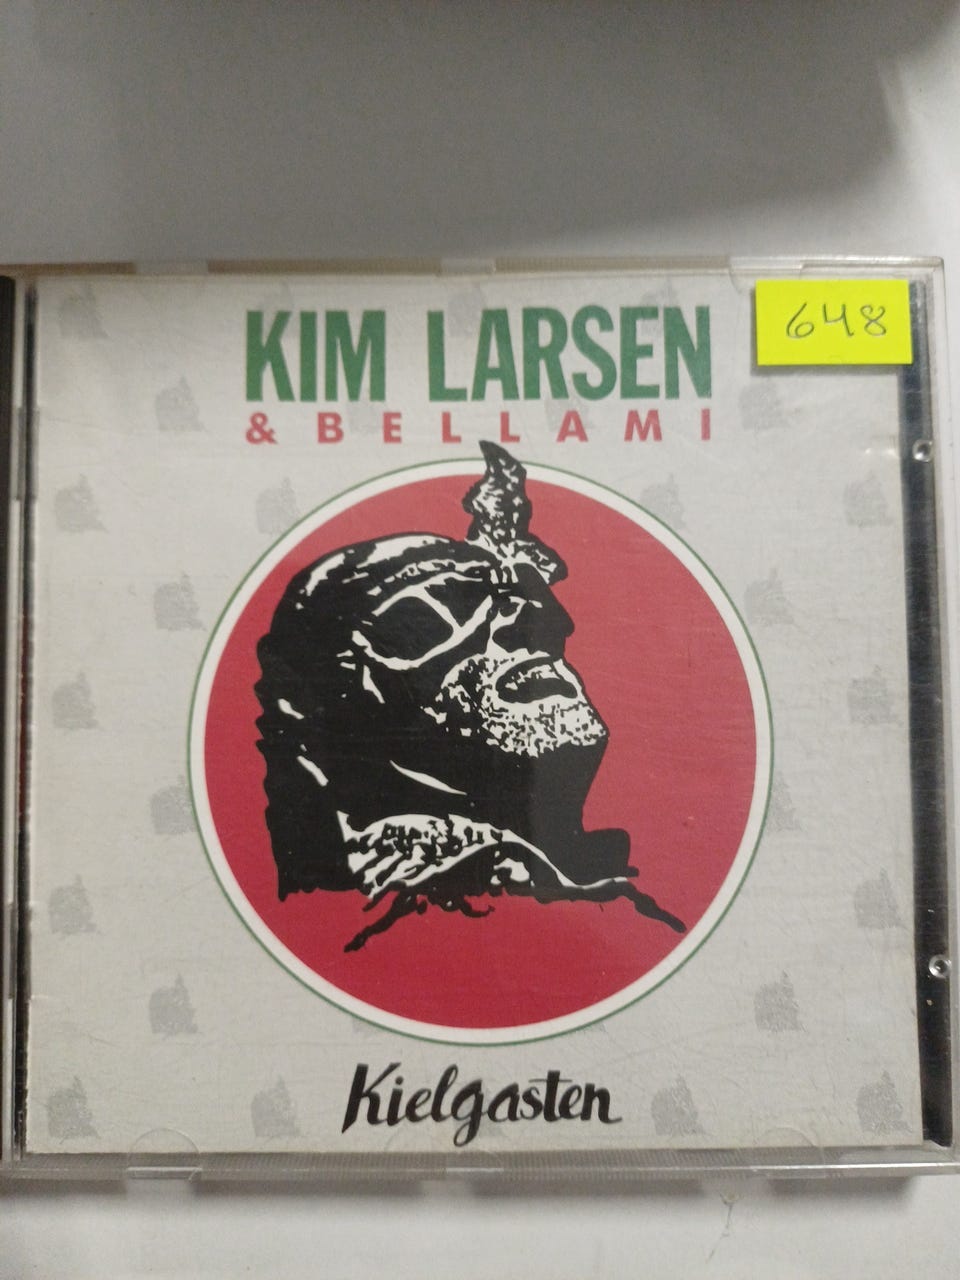 648
KIM LARSEN
& BELLAMI
Kielgasten